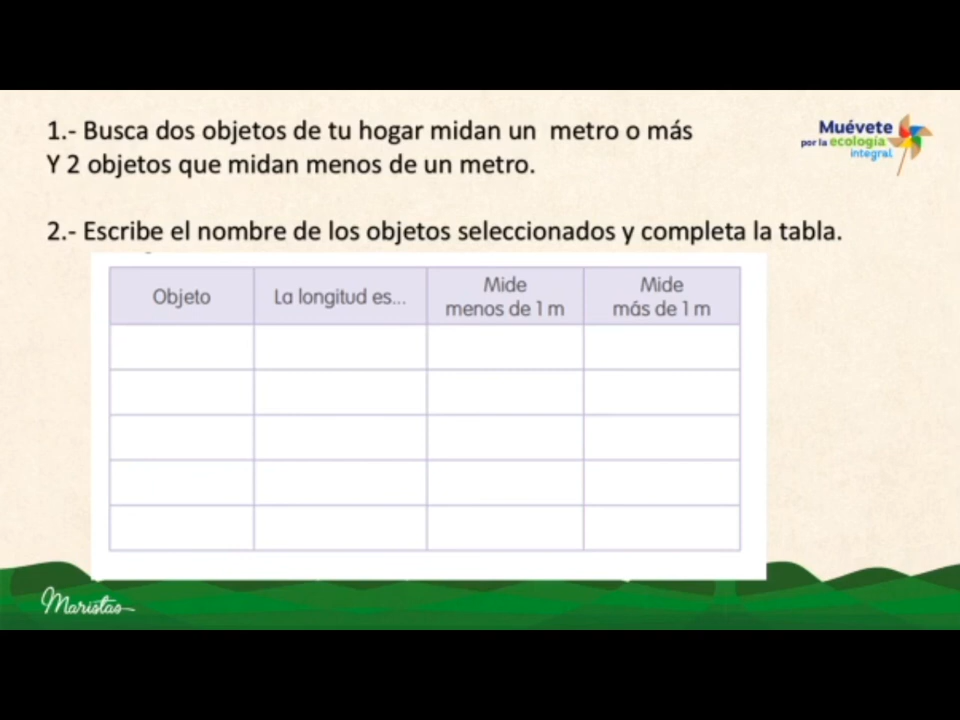 1.- Busca dos objetos de tu hogar midan un  metro o más
Y 2 objetos que midan menos de un metro.
Muévete
por la ecología
integral
2.- Escribe el nombre de los objetos seleccionados y completa la tabla.
Objeto
La longitud es...
Mide
menos de 1 m
Mide
más de 1 m
Maristas